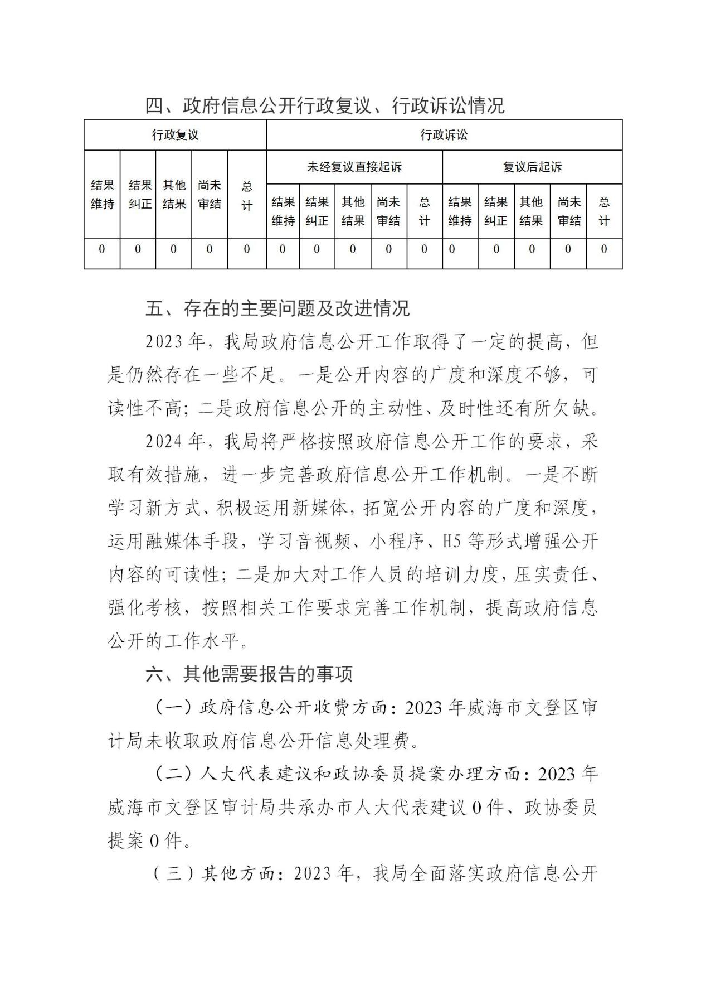 四、政府信息公开行政复议、行政诉讼情况
行政复议 行政诉讼
未经复议直接起诉 复议后起诉
结果维持 结果纠正 其他结果 尚未审结 总计 结果维持 结果纠正 其他结果 尚未审结 总计 结果维持 结果纠正 其他结果 尚未审结 总计
0 0 0 0 0 0 0 0 0 0 0 0 0 0 0
五、存在的主要问题及改进情况
2023年，我局政府信息公开工作取得了一定的提高，但
是仍然存在一些不足。一是公开内容的广度和深度不够，可
读性不高；二是政府信息公开的主动性、及时性还有所欠缺。
2024年，我局将严格按照政府信息公开工作的要求，采
取有效措施，进一步完善政府信息公开工作机制。一是不断
学习新方式、积极运用新媒体，拓宽公开内容的广度和深度，
运用融媒体手段，学习音视频、小程序、H5等形式增强公开
内容的可读性；二是加大对工作人员的培训力度，压实责任、
强化考核，按照相关工作要求完善工作机制，提高政府信息
公开的工作水平。
六、其他需要报告的事项
（一）政府信息公开收费方面：2023年威海市文登区审
计局未收取政府信息公开信息处理费。
（二）人大代表建议和政协委员提案办理方面：2023年
威海市文登区审计局共承办市人大代表建议0件、政协委员
提案0件。
（三）其他方面：2023年，我局全面落实政府信息公开